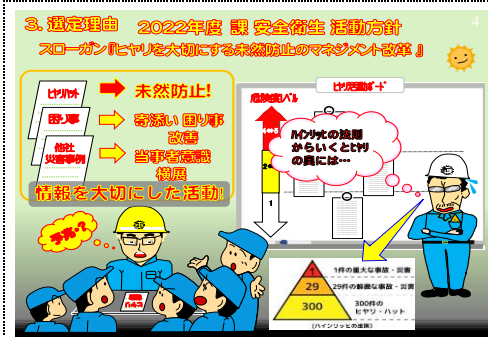 4
3. 選定理由 2022年度 課 安全衛生 活動方針
スローガン『ヒヤリを大切にする未然防止のマネジメント改革 』
ヒヤリハット
未然防止!
困り事
寄添い 困り事
改善
他社
災害事例
当事者意識
横展
情報を大切にした活動!
ヒヤリ活動ボード
危険度レベル
1
ハインリッヒの法則
からいくとヒヤリ
の奥には…
1
1件の重大な事故・災害
29
29件の軽微な事故・災害
300
300件の
ヒヤリ・ハット
(ハインリッヒの法則)